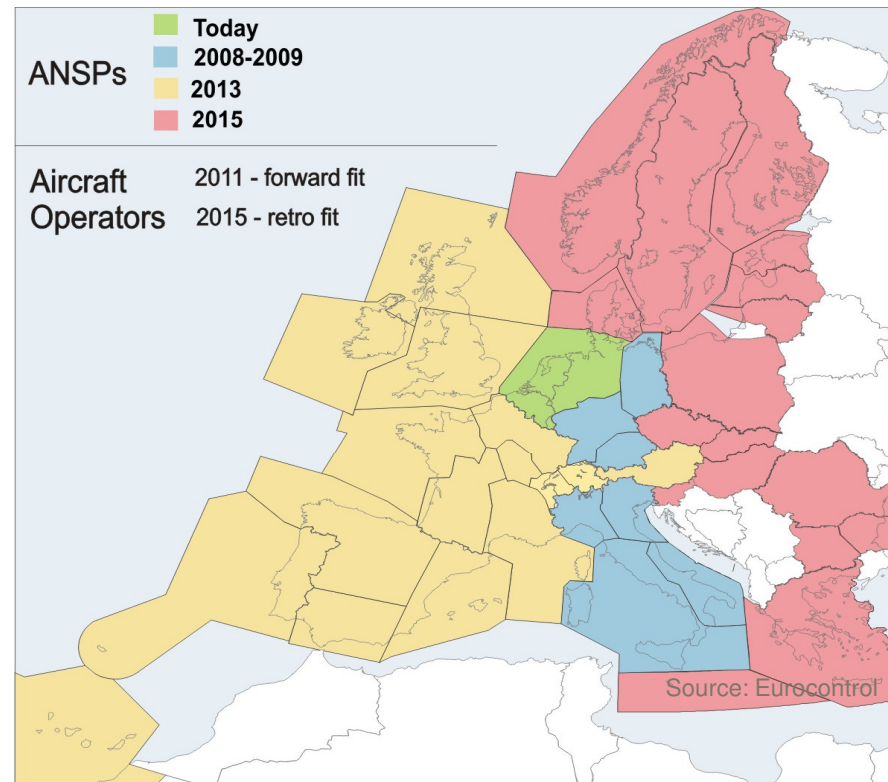 ANSPs
Today
2008-2009
2013
2015
Aircraft
Operators
2011 - forward fit
2015 - retro fit
Source: Eurocontrol